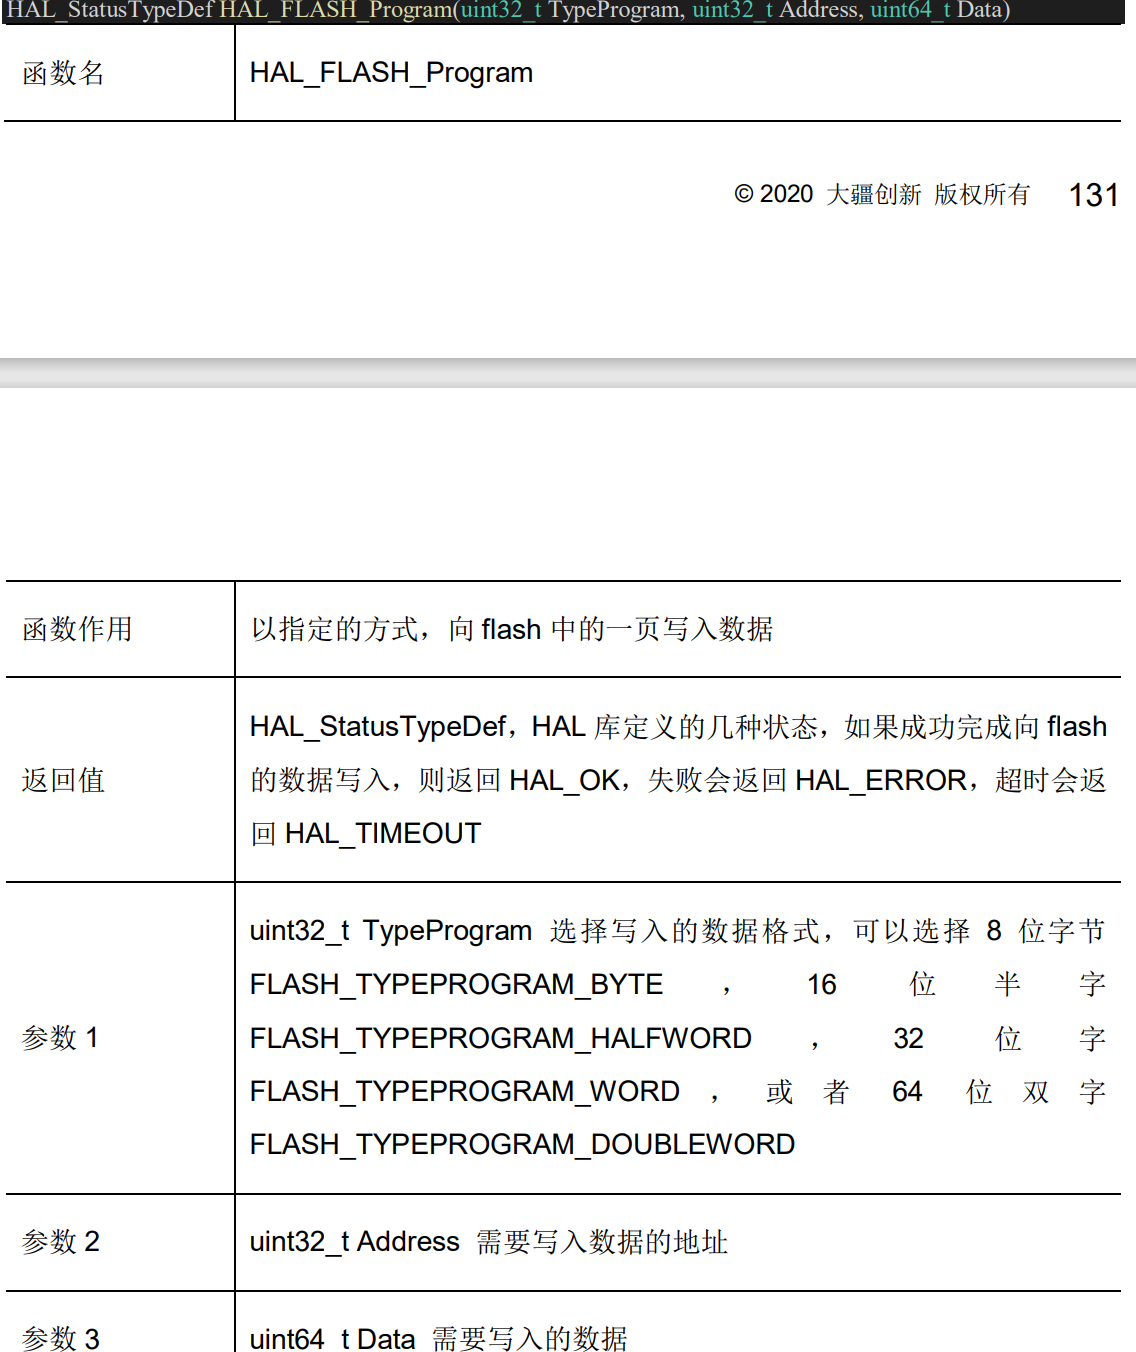 HAL_StatusTypeDef HAL_FLASH_Program(uint32_t TypeProgram, uint32_t Address, uint64_t Data)
函数名 HAL_FLASH_Program
© 2020 大疆创新 版权所有 131
函数作用 以指定的方式，向 flash 中的一页写入数据
HAL_StatusTypeDef，HAL 库定义的几种状态，如果成功完成向 flash
返回值 的数据写入，则返回 HAL_OK，失败会返回 HAL_ERROR，超时会返
回 HAL_TIMEOUT
uint32_t TypeProgram 选择写入的数据格式，可以选择 8 位字节
FLASH_TYPEPROGRAM_BYTE ， 16 位 半 字
参数 1 FLASH_TYPEPROGRAM_HALFWORD ， 32 位 字
FLASH_TYPEPROGRAM_WORD ， 或 者 64 位 双 字
FLASH_TYPEPROGRAM_DOUBLEWORD
参数 2 uint32_t Address 需要写入数据的地址
参数 3 uint64_t Data 需要写入的数据